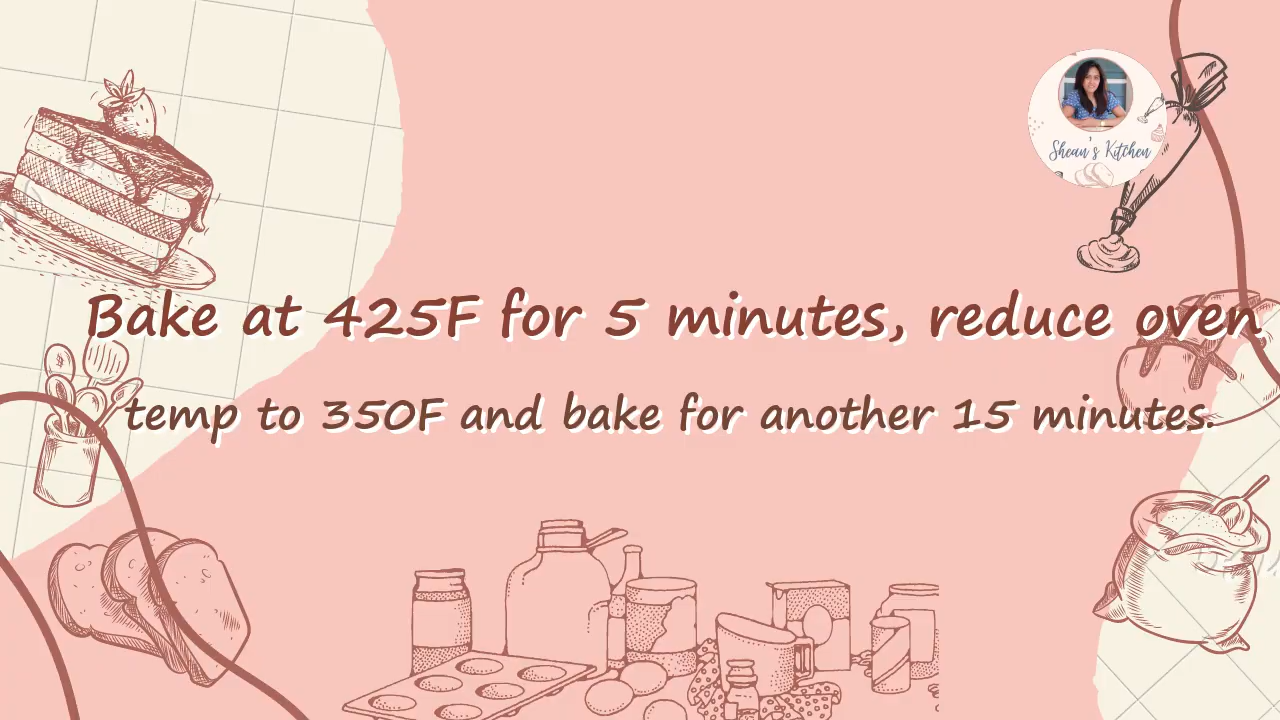 Shean's Kitchen
Bake at 425F for 5 minutes, reduce oven
temp to 350F and bake for another 15 minutes.